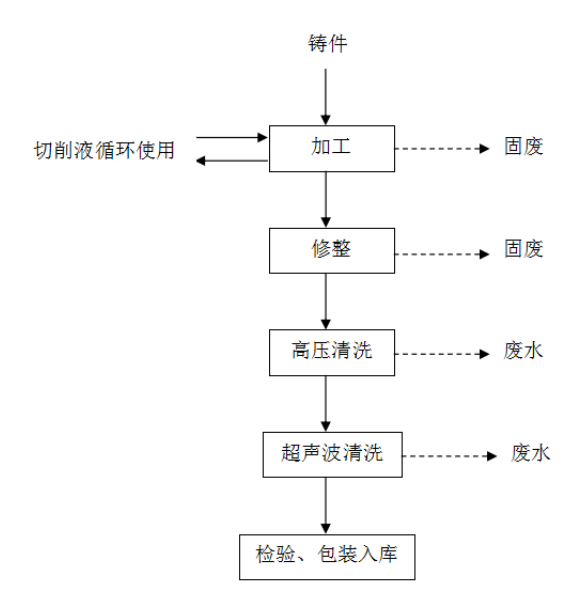 铸件
切削液循环使用
加工
固废
修整
固废
高压清洗
废水
超声波清洗
废水
检验、包装入库